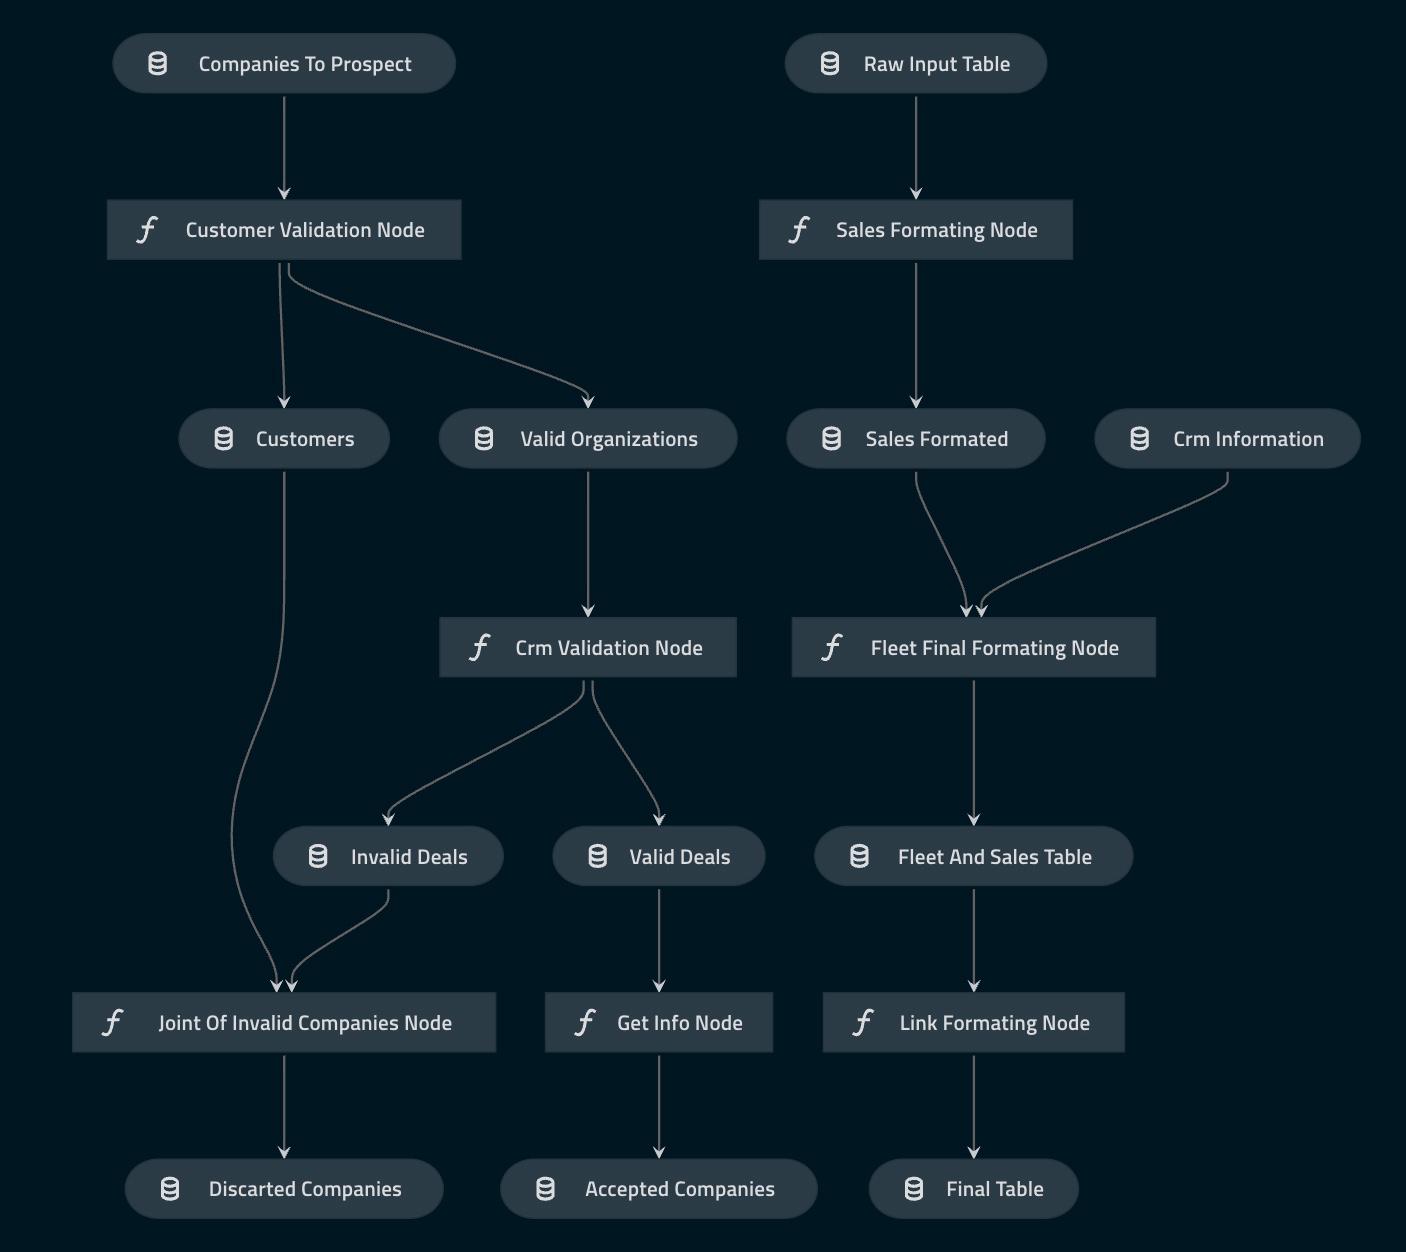 Companies To Prospect
Raw Input Table
Customer Validation Node
Sales Formating Node
Customers
Valid Organizations
Sales Formated
Crm Information
Crm Validation Node
Fleet Final Formating Node
Invalid Deals
Valid Deals
Fleet And Sales Table
Joint Of Invalid Companies Node
Get Info Node
Link Formating Node
Discarted Companies
Accepted Companies
Final Table